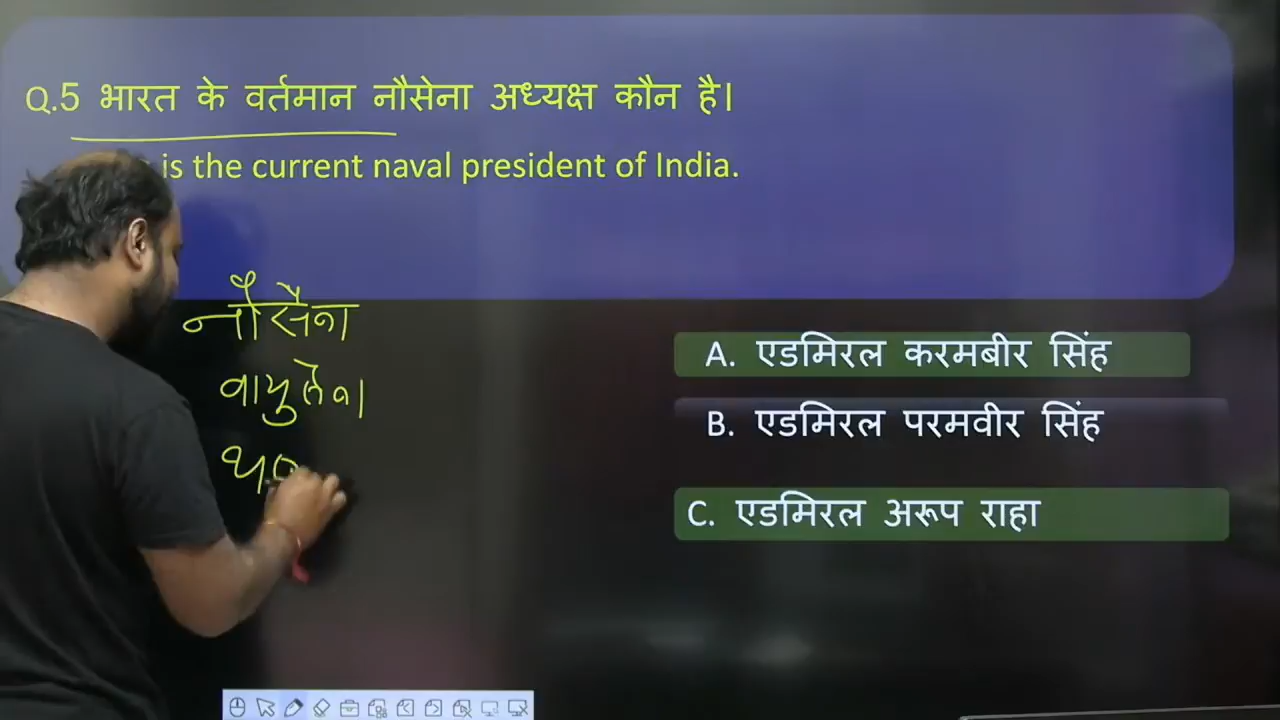 Q.5 भारत के वर्तमान नौसेना अध्यक्ष कौन है।
is the current naval president of India.
नौसेना
वायुसेना
A. एडमिरल करमबीर सिंह
B. एडमिरल परमवीर सिंह
C. एडमिरल अरूप राहा